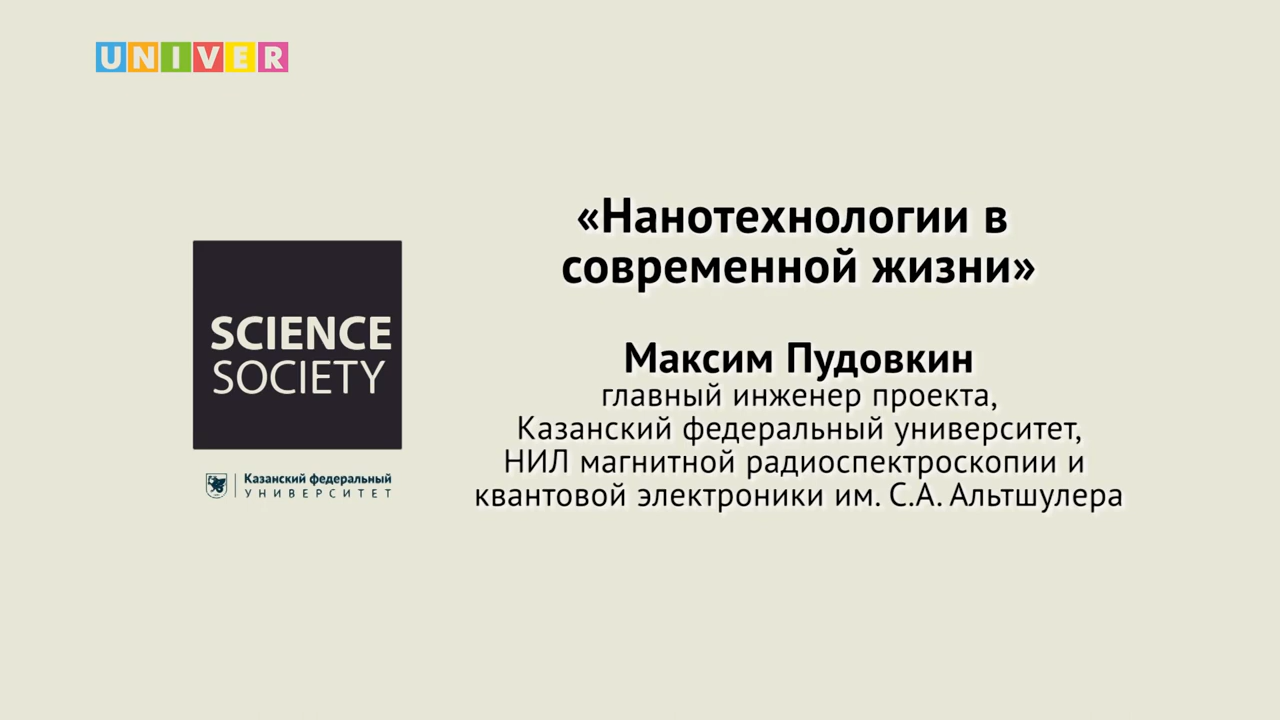 UNIVER
«Нанотехнологии в
современной жизни»
SCIENCE
SOCIETY
Максим Пудовкин
главный инженер проекта,
Казанский федеральный университет,
НИЛ магнитной радиоспектроскопии и
квантовой электроники им. С.А. Альтшулера
Казанский федеральный
УНИВЕРСИТЕТ